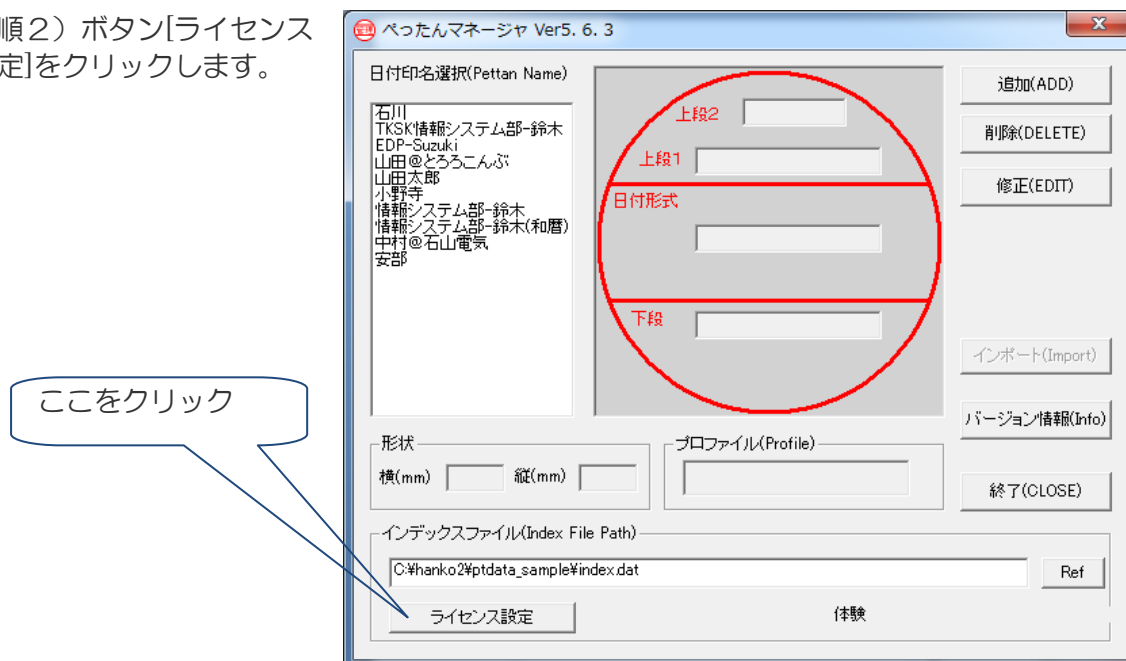 順２）ボタン[ライセンス
定]をクリックします。
ここをクリック
ぺったんマネージャ Ver5. 6. 3
日付印名選択(Pettan Name)
石川
TKSK情報システム部-鈴木
EDP-Suzuki
山田@とろろこんぶ
山田太郎
小野寺
情報システム部-鈴木
情報システム部-鈴木(和暦)
中村@石山電気
安部
上段2
上段1
日付形式
下段
追加(ADD)
削除(DELETE)
修正(EDIT)
インポート(Import)
バージョン情報(Info)
終了(CLOSE)
形状
横(mm)
縦(mm)
プロファイル(Profile)
インデックスファイル(Index File Path)
C:¥hanko2¥ptdata_sample¥index.dat
Ref
ライセンス設定
体験